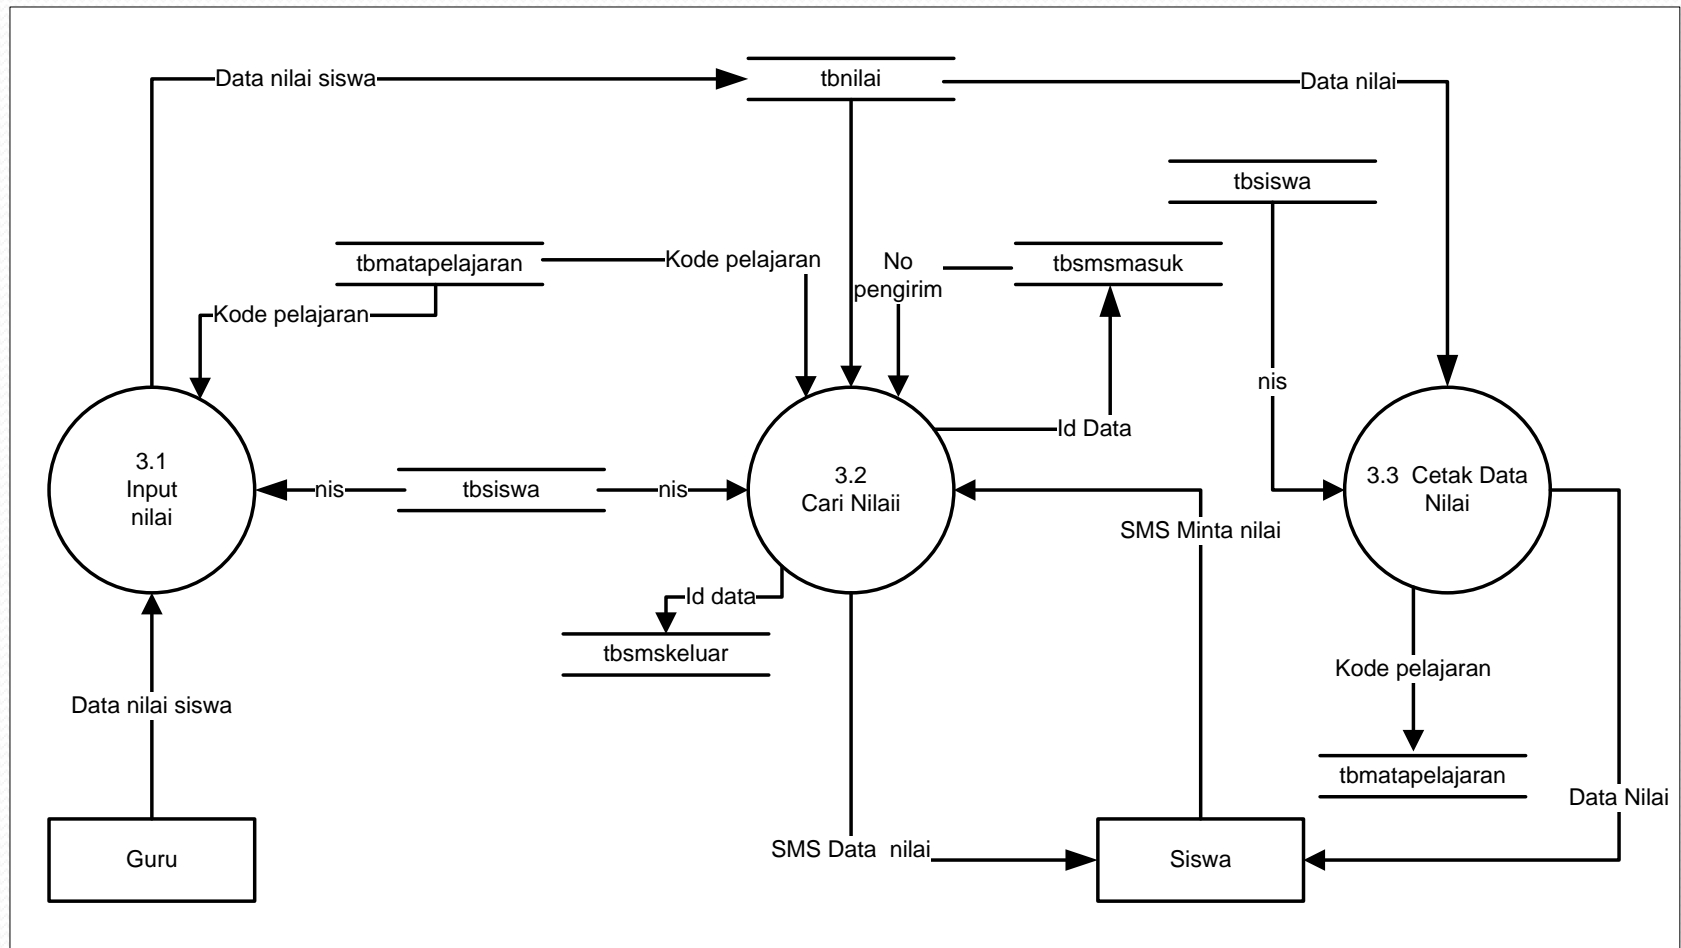 Data nilai siswa
tbnilai
Data nilai
tbsiswa
tbmatapelajaran
Kode pelajaran
No
pengirim
tbsmsmasuk
Kode pelajaran
nis
Id Data
3.1
Input
nilai
nis
tbsiswa
nis
3.2
Cari Nilaii
3.3 Cetak Data
Nilai
SMS Minta nilai
Id data
tbsmskeluar
Kode pelajaran
Data nilai siswa
tbmatapelajaran
Data Nilai
Guru
SMS Data nilai
Siswa